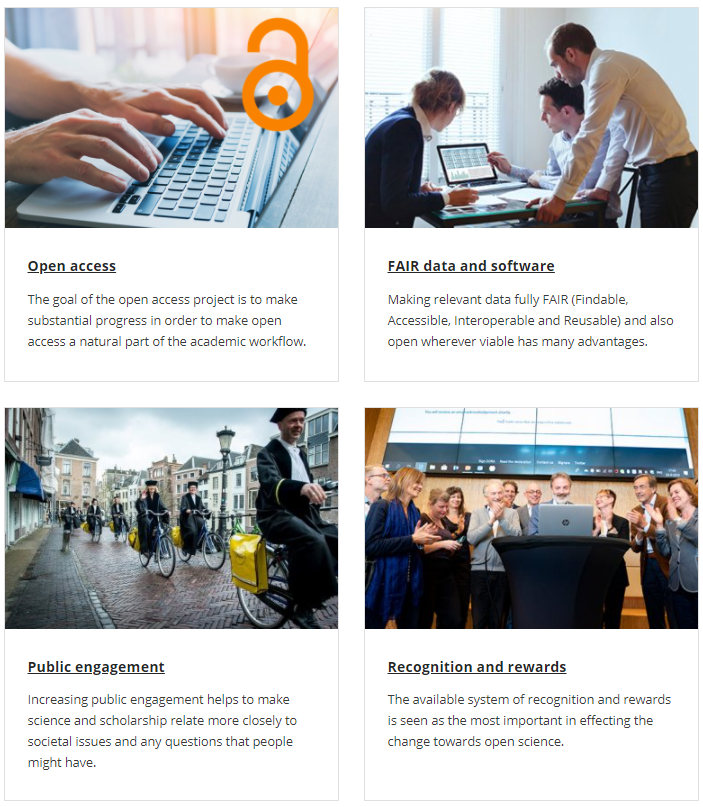 Open access
The goal of the open access project is to make
substantial progress in order to make open
access a natural part of the academic workflow.
FAIR data and software
Making relevant data fully FAIR (Findable,
Accessible, Interoperable and Reusable) and also
open wherever viable has many advantages.
Public engagement
Increasing public engagement helps to make
science and scholarship relate more closely to
societal issues and any questions that people
might have.
Recognition and rewards
The available system of recognition and rewards
is seen as the most important in effecting the
change towards open science.